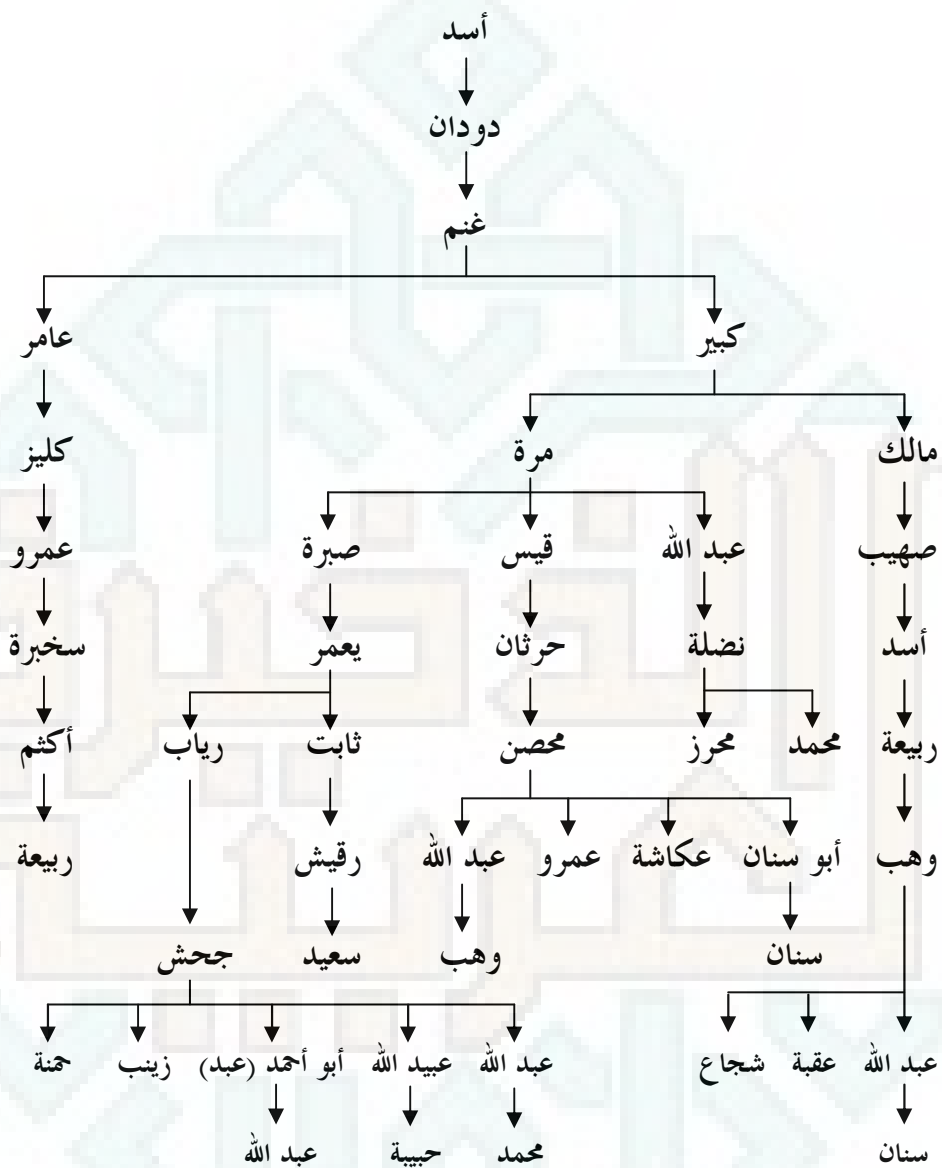 أسد
دودان
غنم
كبير عامر
مالك مرة كليز
صهيب عبد الله قيس صبرة عمرو
أسد نضلة حرثان يعمر سخبرة
ربيعة محمد محرز محصن ثابت رياب أكثم
وهب أبو سنان عكاشة عمرو عبد الله رقيش ربيعة
سنان وهب سعيد جحش
عبد الله عقبة شجاع عبد الله عبيد الله أبو أحمد (عبد) زينب حمنة
سنان محمد حبيبة عبد الله